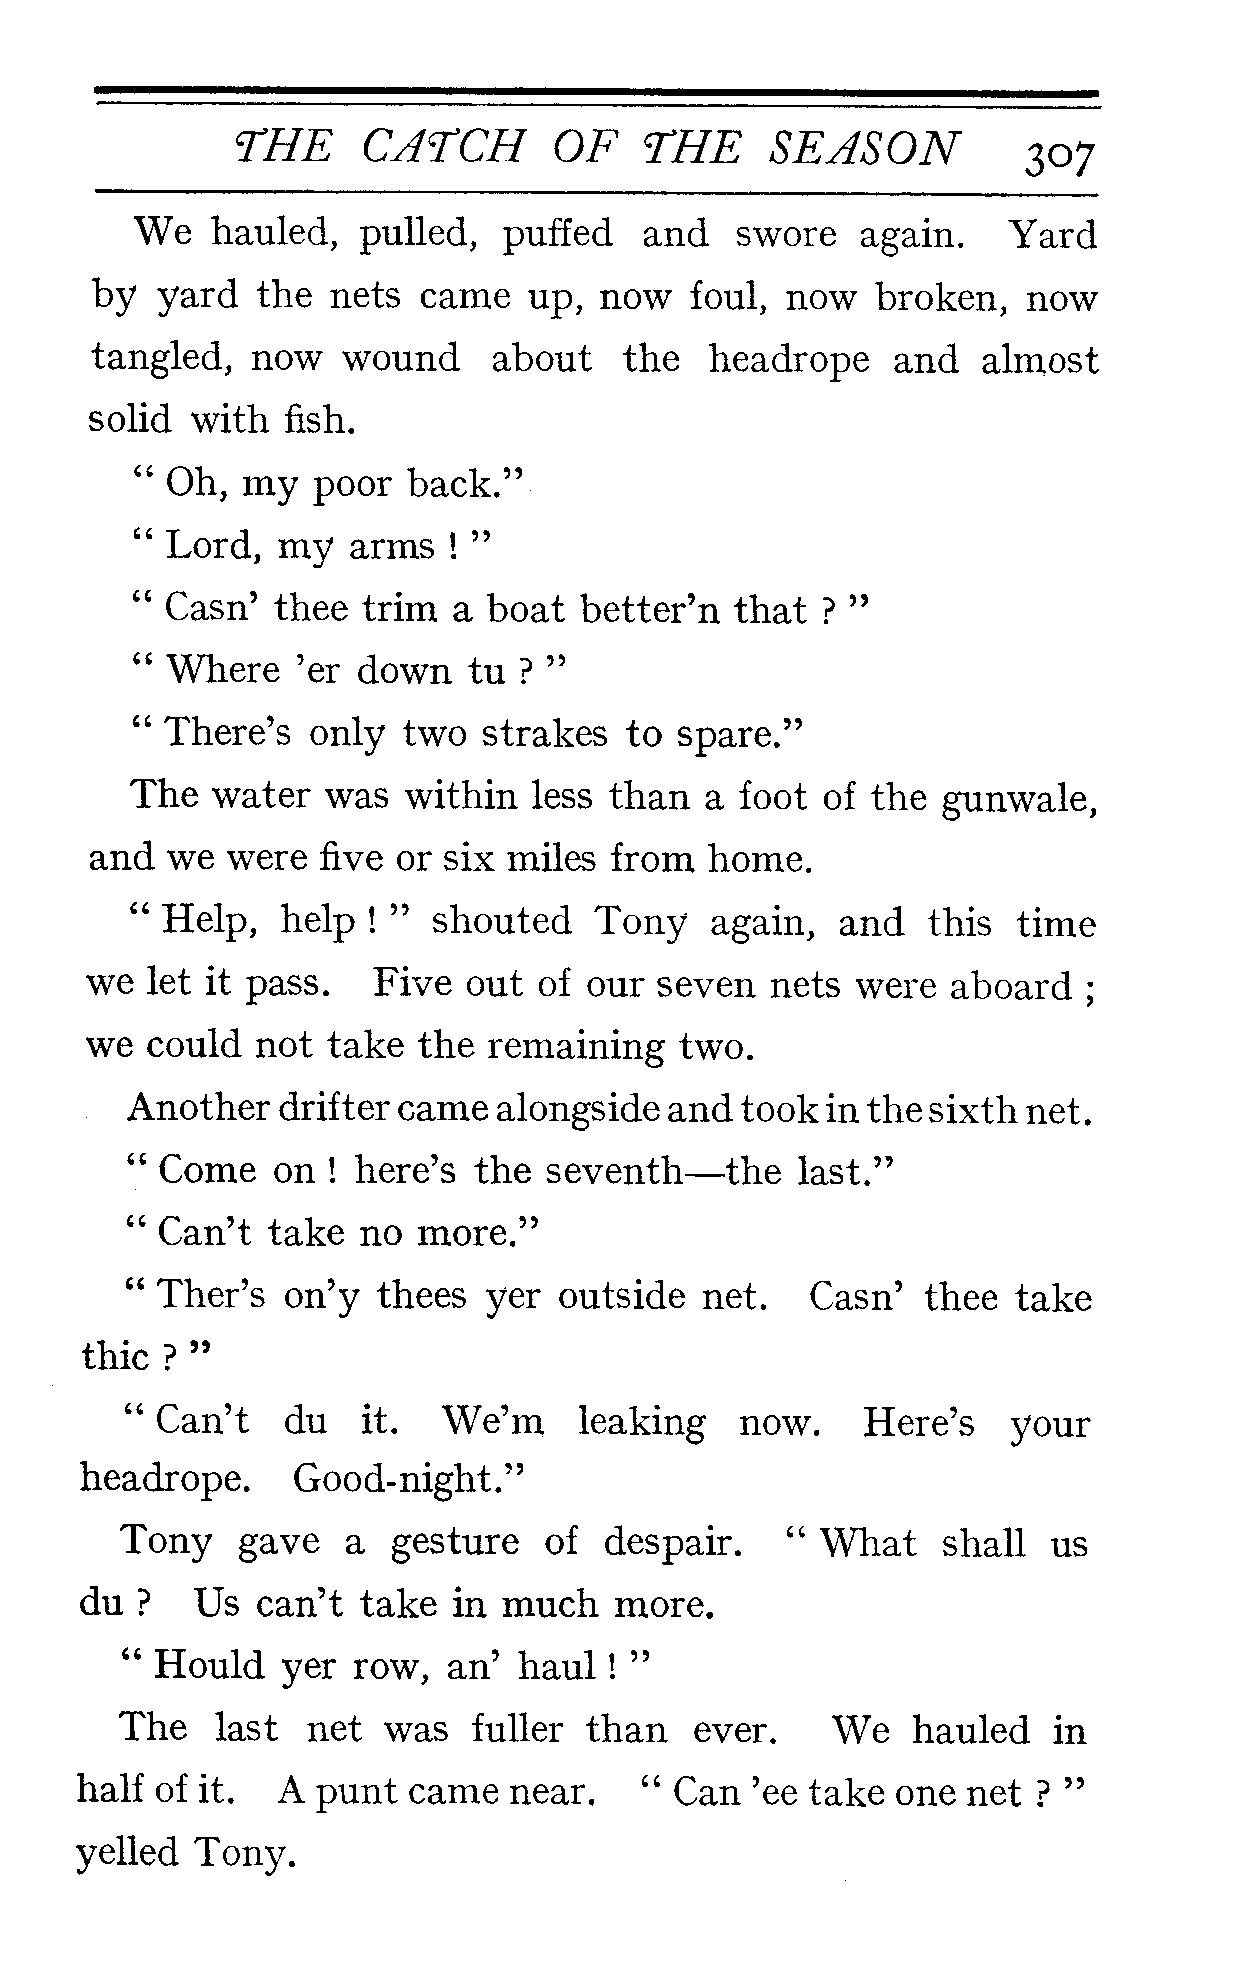 THE CATCH OF THE SEASON 307
We hauled, pulled, puffed and swore again. Yard
by yard the nets came up, now foul, now broken, now
tangled, now wound about the headrope and almost
solid with fish.
“ Oh, my poor back.”
“ Lord, my arms ! ”
“ Casn’ thee trim a boat better’n that ? ”
“ Where ’er down tu ? ”
“ There’s only two strakes to spare.”
The water was within less than a foot of the gunwale,
and we were five or six miles from home.
“ Help, help ! ” shouted Tony again, and this time
we let it pass. Five out of our seven nets were aboard ;
we could not take the remaining two.
Another drifter came alongside and took in the sixth net.
“ Come on ! here’s the seventh—the last.”
“ Can’t take no more.”
“ Ther’s on’y thees yer outside net. Casn’ thee take
thic ? ”
“ Can’t du it. We’m leaking now. Here’s your
headrope. Good-night.”
Tony gave a gesture of despair. “ What shall us
du ? Us can’t take in much more.
“ Hould yer row, an’ haul ! ”
The last net was fuller than ever. We hauled in
half of it. A punt came near. “ Can ’ee take one net ? ”
yelled Tony.